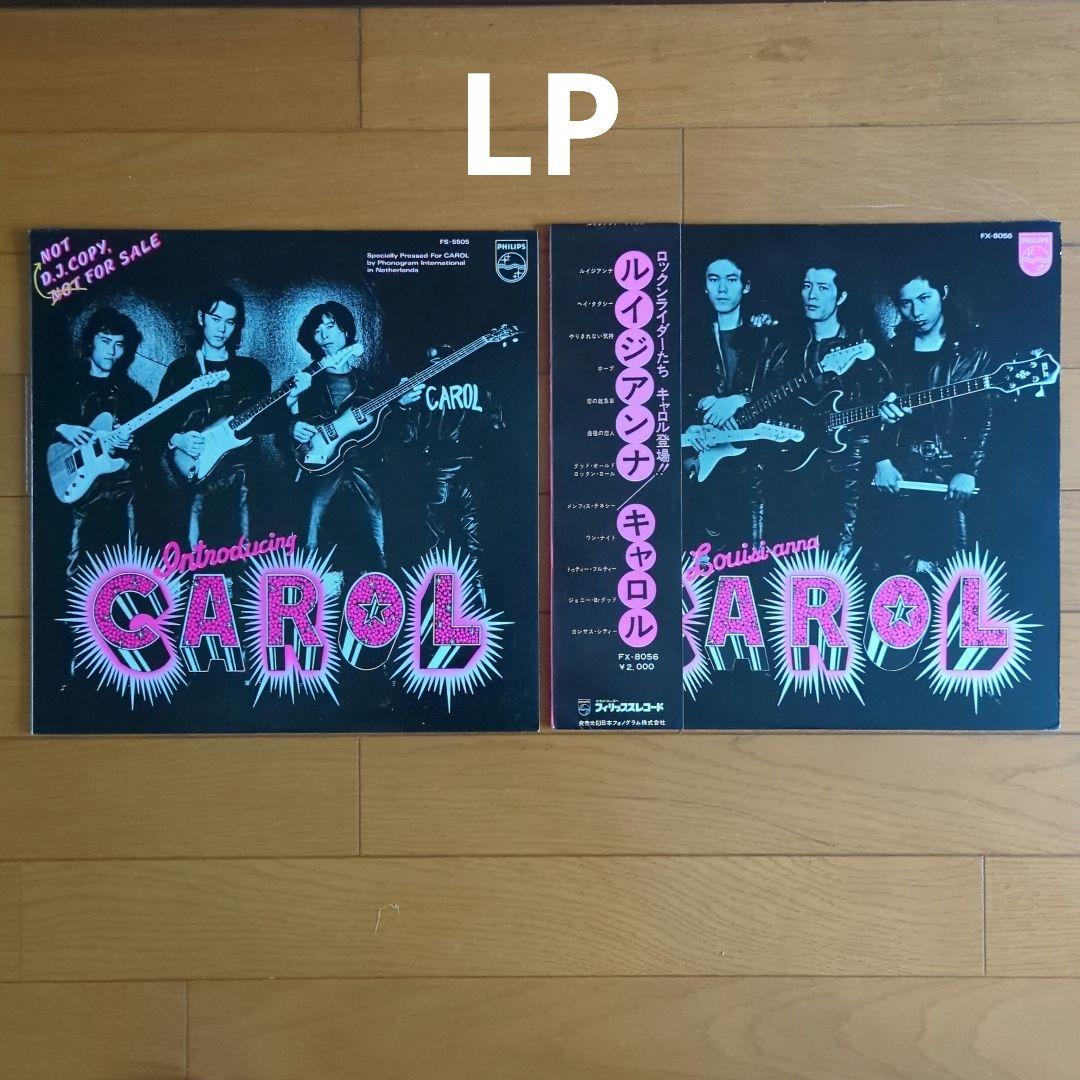 LP
NOT
D.J. COPY,
NOT FOR SALE
FS-5505
Specially Pressed For CAROL
by Phonogram International
in Netherlands
PHILIPS
CAROL
Introducing
CAROL
ロックンライダーたち キャロル登場!!
ルイジアンナ/キャロル
ルイジアンナ
ヘイ・タクシー
やりきれない気持
ホープ
恋の救急車
最後の恋人
グッド・オールド
ロックン・ロール
メンフィス・テネシー
ワン・ナイト
トゥティー・フルティー
ジョニー・B・グッド
カンサス・シティー
FX-8056
¥2,000
フィリップスレコード
発売元 日本フォノグラム株式会社
FX-8056
PHILIPS
Louisianna
AROL